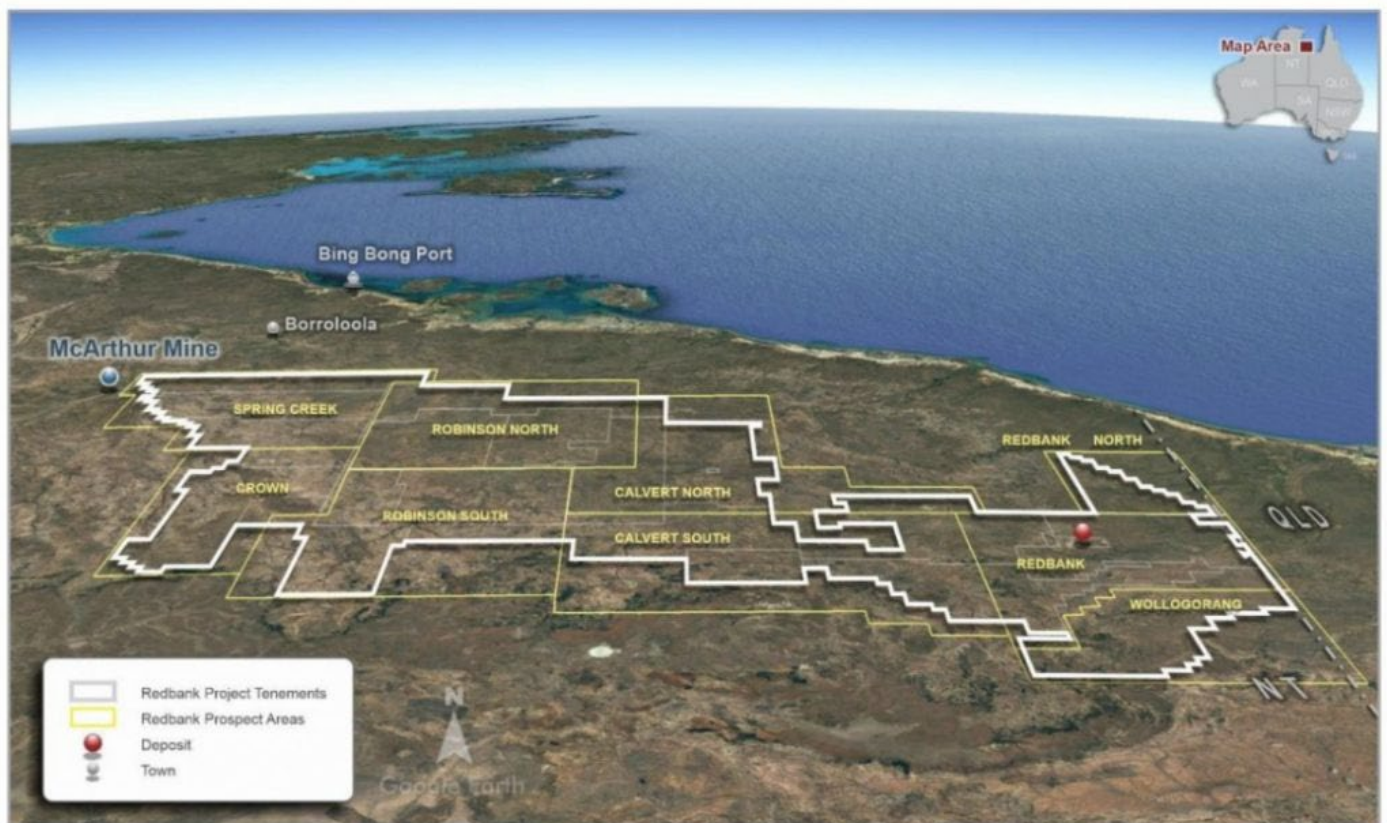 Map Area
WA
NT
QLD
SA
NSW
Bing Bong Port
Borroloola
McArthur Mine
SPRING CREEK
ROBINSON NORTH
REDBANK NORTH
CROWN
CALVERT NORTH
ROBINSON SOUTH
QLD
CALVERT SOUTH
REDBANK
WOLLOGORANG
NT
Redbank Project Tenements
Redbank Prospect Areas
Deposit
Town
N
Google Earth